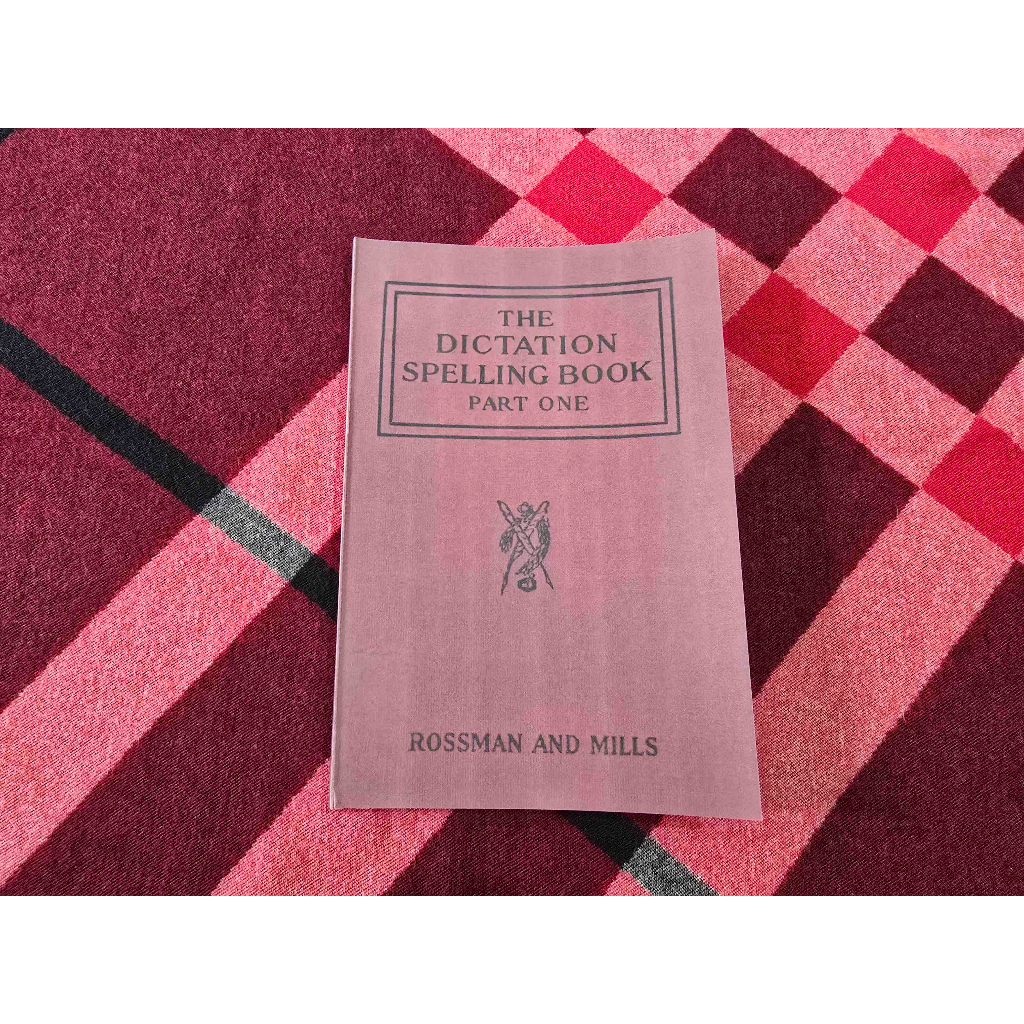 THE
DICTATION
SPELLING BOOK
PART ONE
ROSSMAN AND MILLS